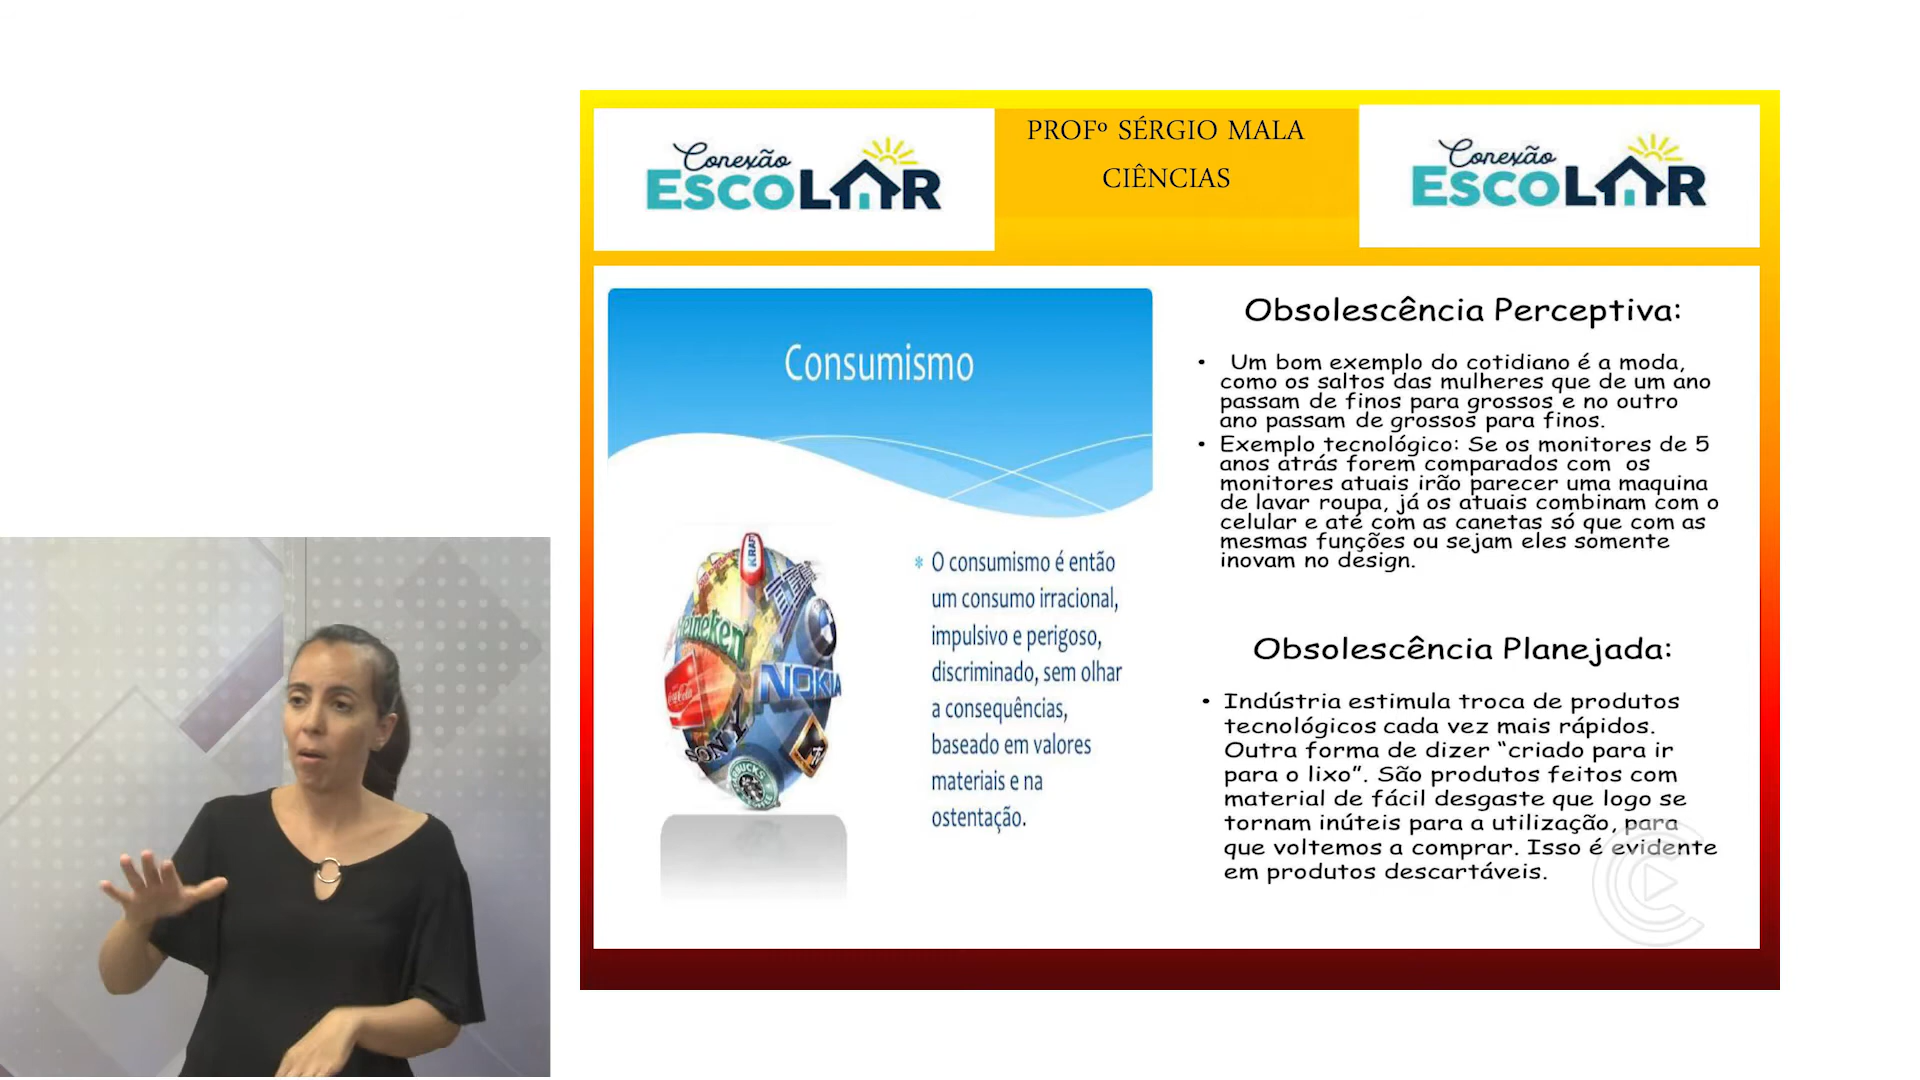 Conexão
ESCOLAR
PROFº SÉRGIO MALA
CIÊNCIAS
Conexão
ESCOLAR
Consumismo
KRAFT
Heineken
Coca-Cola
NOKIA
SONY
* O consumismo é então
um consumo irracional,
impulsivo e perigoso,
discriminado, sem olhar
a consequências,
baseado em valores
materiais e na
ostentação.
Obsolescência Perceptiva:
• Um bom exemplo do cotidiano é a moda,
como os saltos das mulheres que de um ano
passam de finos para grossos e no outro
ano passam de grossos para finos.
• Exemplo tecnológico: Se os monitores de 5
anos atrás forem comparados com os
monitores atuais irão parecer uma maquina
de lavar roupa, já os atuais combinam com o
celular e até com as canetas só que com as
mesmas funções ou sejam eles somente
inovam no design.
Obsolescência Planejada:
• Indústria estimula troca de produtos
tecnológicos cada vez mais rápidos.
Outra forma de dizer “criado para ir
para o lixo”. São produtos feitos com
material de fácil desgaste que logo se
tornam inúteis para a utilização, para
que voltemos a comprar. Isso é evidente
em produtos descartáveis.